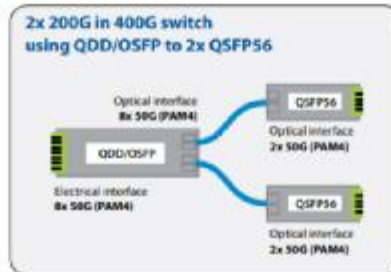 2x 200G in 400G switch
using QDD/OSFP to 2x QSFP56
Optical interface
8x 50G (PAM4)
QSFP56
Optical interface
2x 50G (PAM4)
QDD/OSFP
Electrical interface
8x 50G (PAM4)
QSFP56
Optical interface
2x 50G (PAM4)